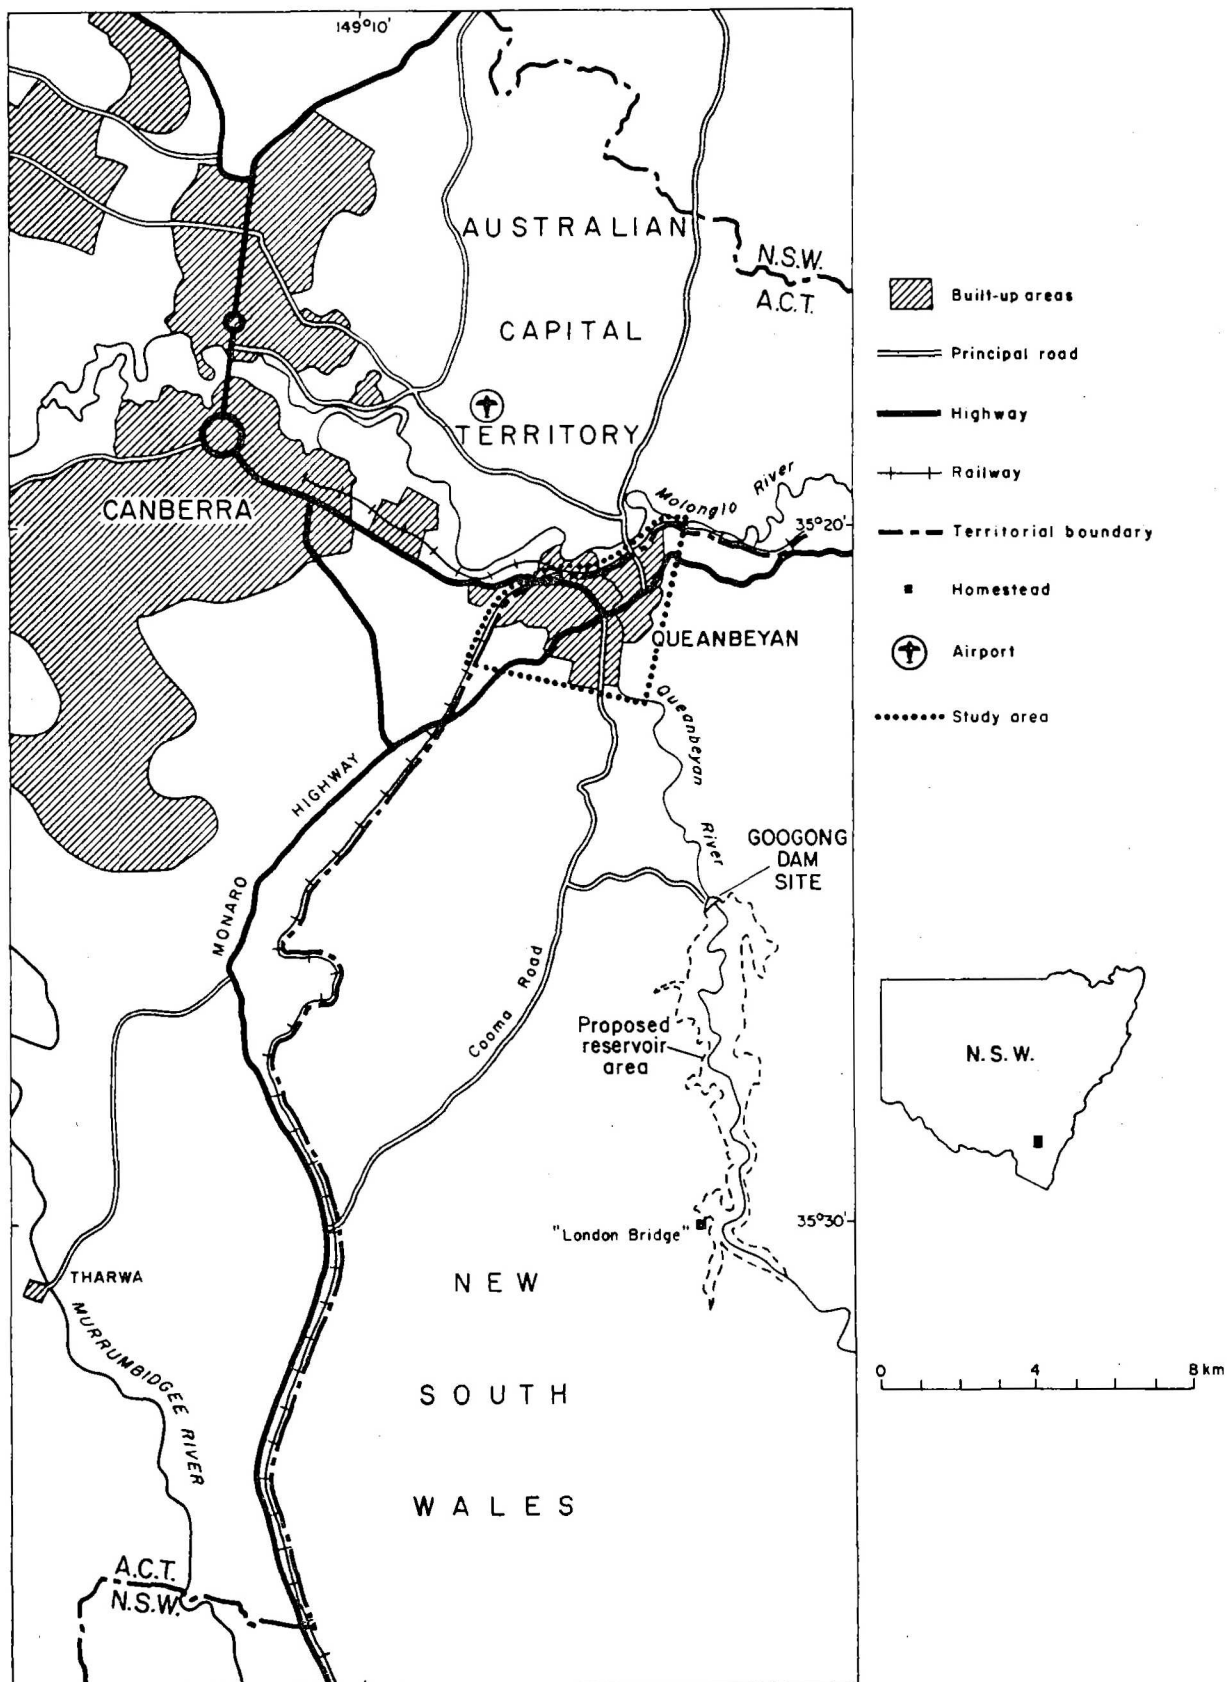 149°10'
AUSTRALIAN
N.S.W.
A.C.T.
CAPITAL
TERRITORY
Molonglo River
35°20'
CANBERRA
QUEANBEYAN
Queanbeyan River
HIGHWAY
MONARO
GOOGONG
DAM
SITE
Cooma Road
Proposed
reservoir
area
"London Bridge"
35°30'
THARWA
MURRUMBIDGEE RIVER
NEW
SOUTH
WALES
A.C.T.
N.S.W.
Built-up areas
Principal road
Highway
Railway
Territorial boundary
Homestead
Airport
Study area
N.S.W.
0 4 8 km